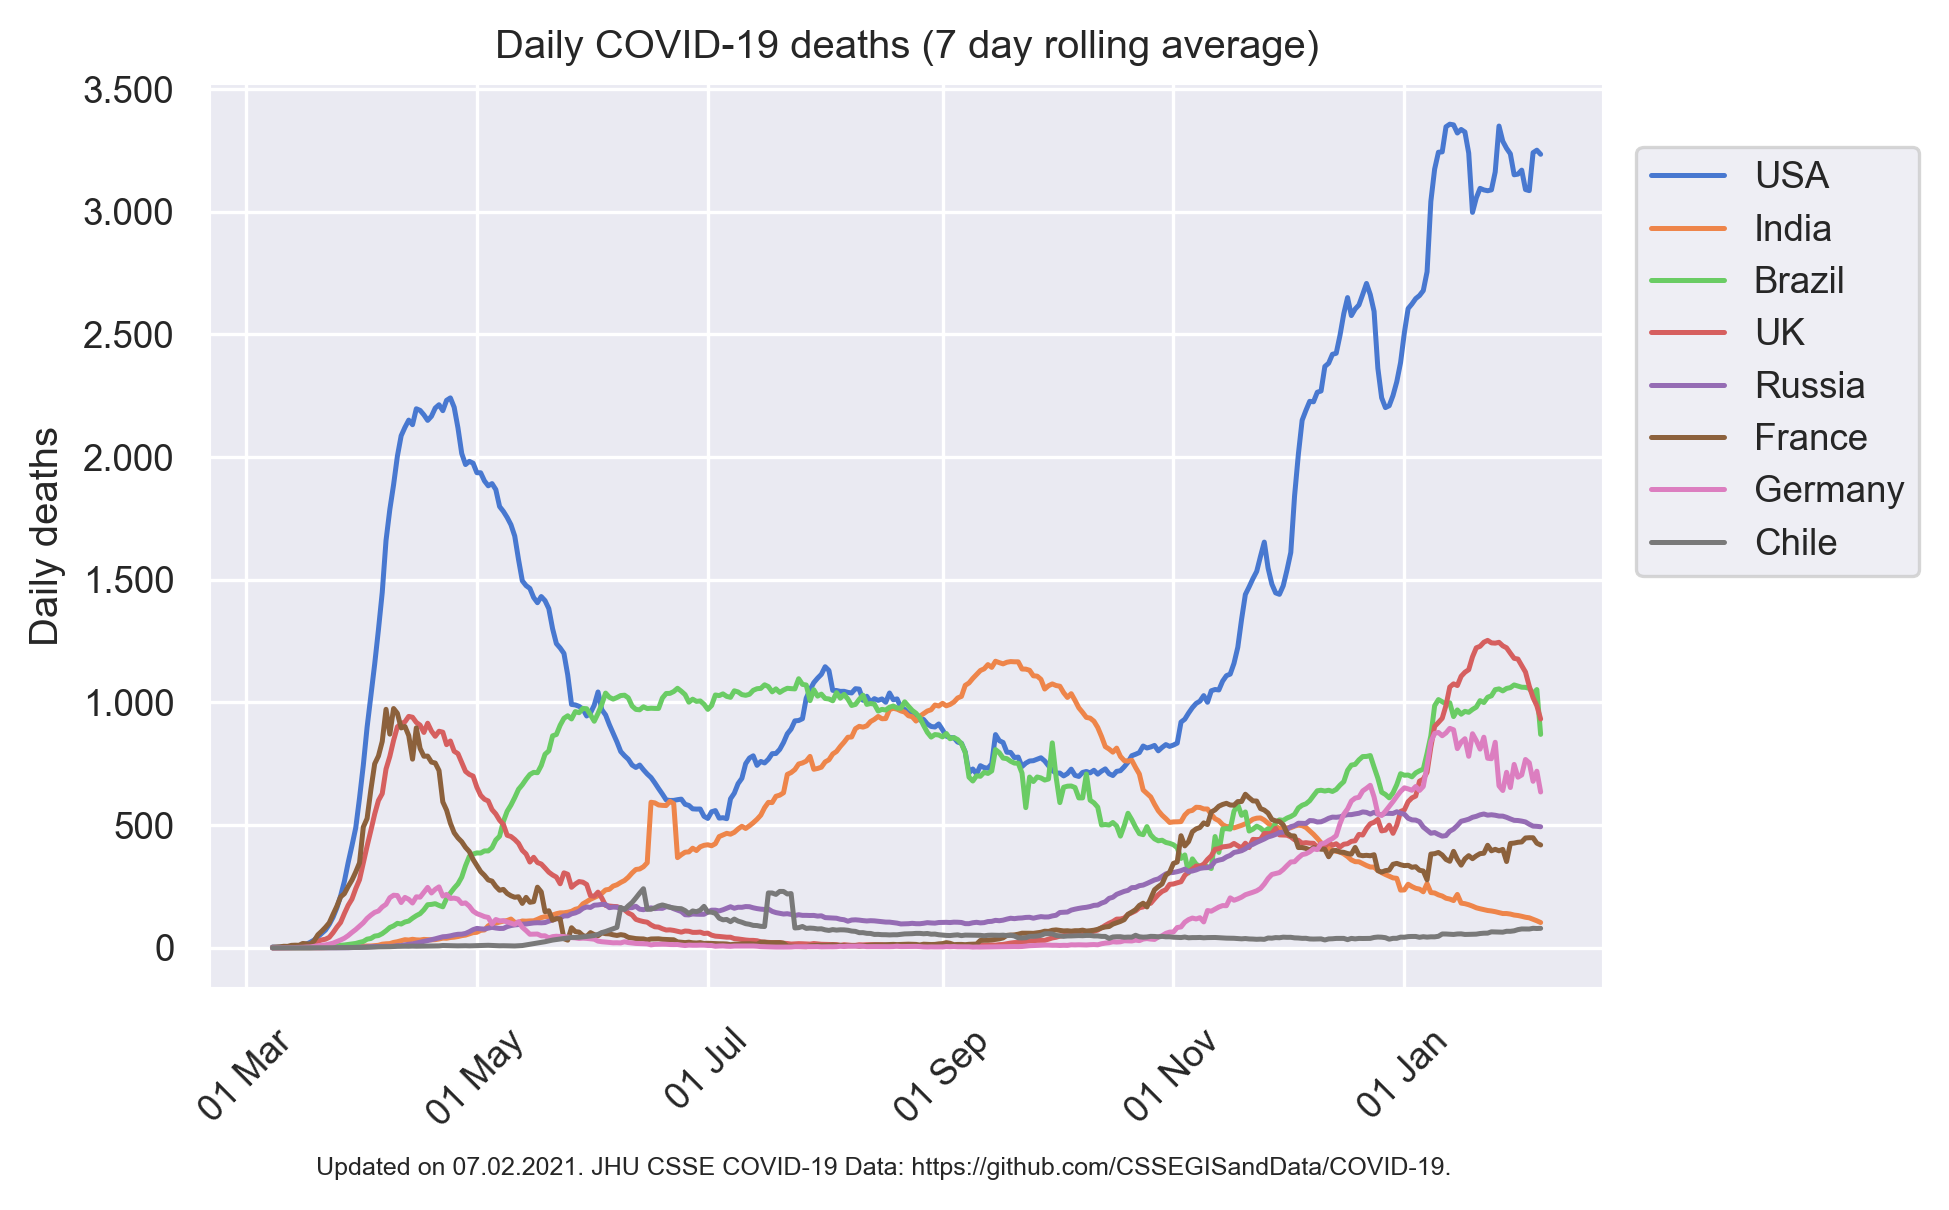 Daily COVID-19 deaths (7 day rolling average)
3.500
3.000
2.500
2.000
1.500
1.000
500
0
Daily deaths
01 Mar
01 May
01 Jul
01 Sep
01 Nov
01 Jan
USA
India
Brazil
UK
Russia
France
Germany
Chile
Updated on 07.02.2021. JHU CSSE COVID-19 Data: https://github.com/CSSEGISandData/COVID-19.